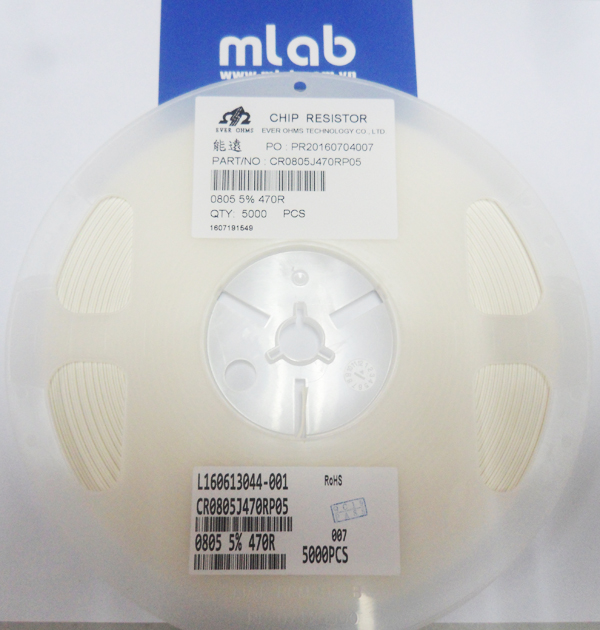 mlab
EVER OHMS
CHIP RESISTOR
EVER OHMS TECHNOLOGY CO., LTD.
能遠 PO : PR20160704007
PART/NO : CR0805J470RP05
0805 5% 470R
QTY: 5000 PCS
1607191549
L160613044-001 RoHS
CR0805J470RP05
007
0805 5% 470R
5000PCS